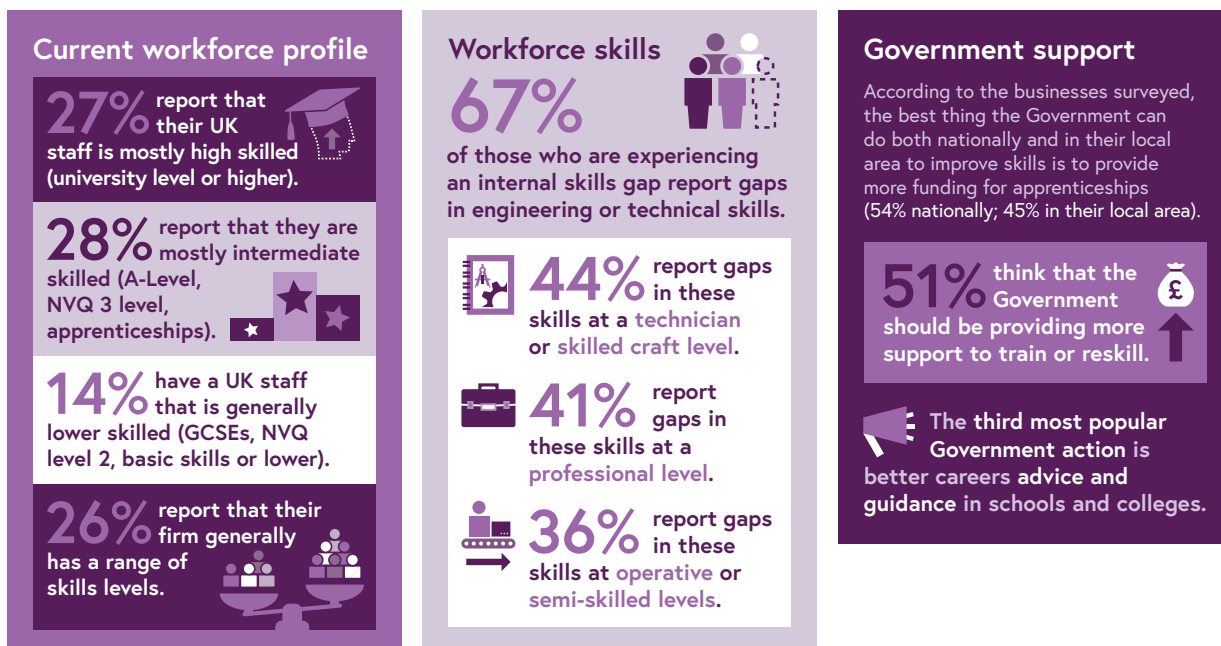 Current workforce profile
27% report that
their UK
staff is mostly high skilled
(university level or higher).
28% report that they are
mostly intermediate
skilled (A-Level,
NVQ 3 level,
apprenticeships).
14% have a UK staff
that is generally
lower skilled (GCSEs, NVQ
level 2, basic skills or lower).
26% report that their
firm generally
has a range of
skills levels.
Workforce skills
67%
of those who are experiencing
an internal skills gap report gaps
in engineering or technical skills.
44% report gaps
in these
skills at a technician
or skilled craft level.
41% report
gaps in
these skills at a
professional level.
36% report gaps
in these
skills at operative or
semi-skilled levels.
Government support
According to the businesses surveyed,
the best thing the Government can
do both nationally and in their local
area to improve skills is to provide
more funding for apprenticeships
(54% nationally; 45% in their local area).
51% think that the
Government
should be providing more
support to train or reskill.
£
The third most popular
Government action is
better careers advice and
guidance in schools and colleges.